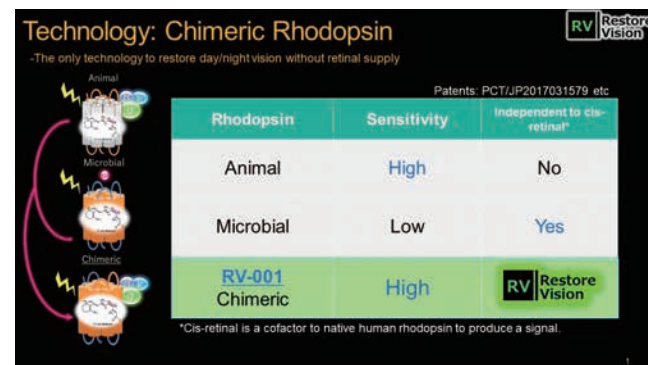 Technology: Chimeric Rhodopsin
RV Restore
Vision
-The only technology to restore day/night vision without retinal supply
Animal
Patents: PCT/JP2017031579 etc
Rhodopsin
Sensitivity
Independent to cis-
retinal*
Animal
High
No
Microbial
Microbial
Low
Yes
Chimeric
RV-001
Chimeric
High
RV Restore
Vision
*Cis-retinal is a cofactor to native human rhodopsin to produce a signal.
1